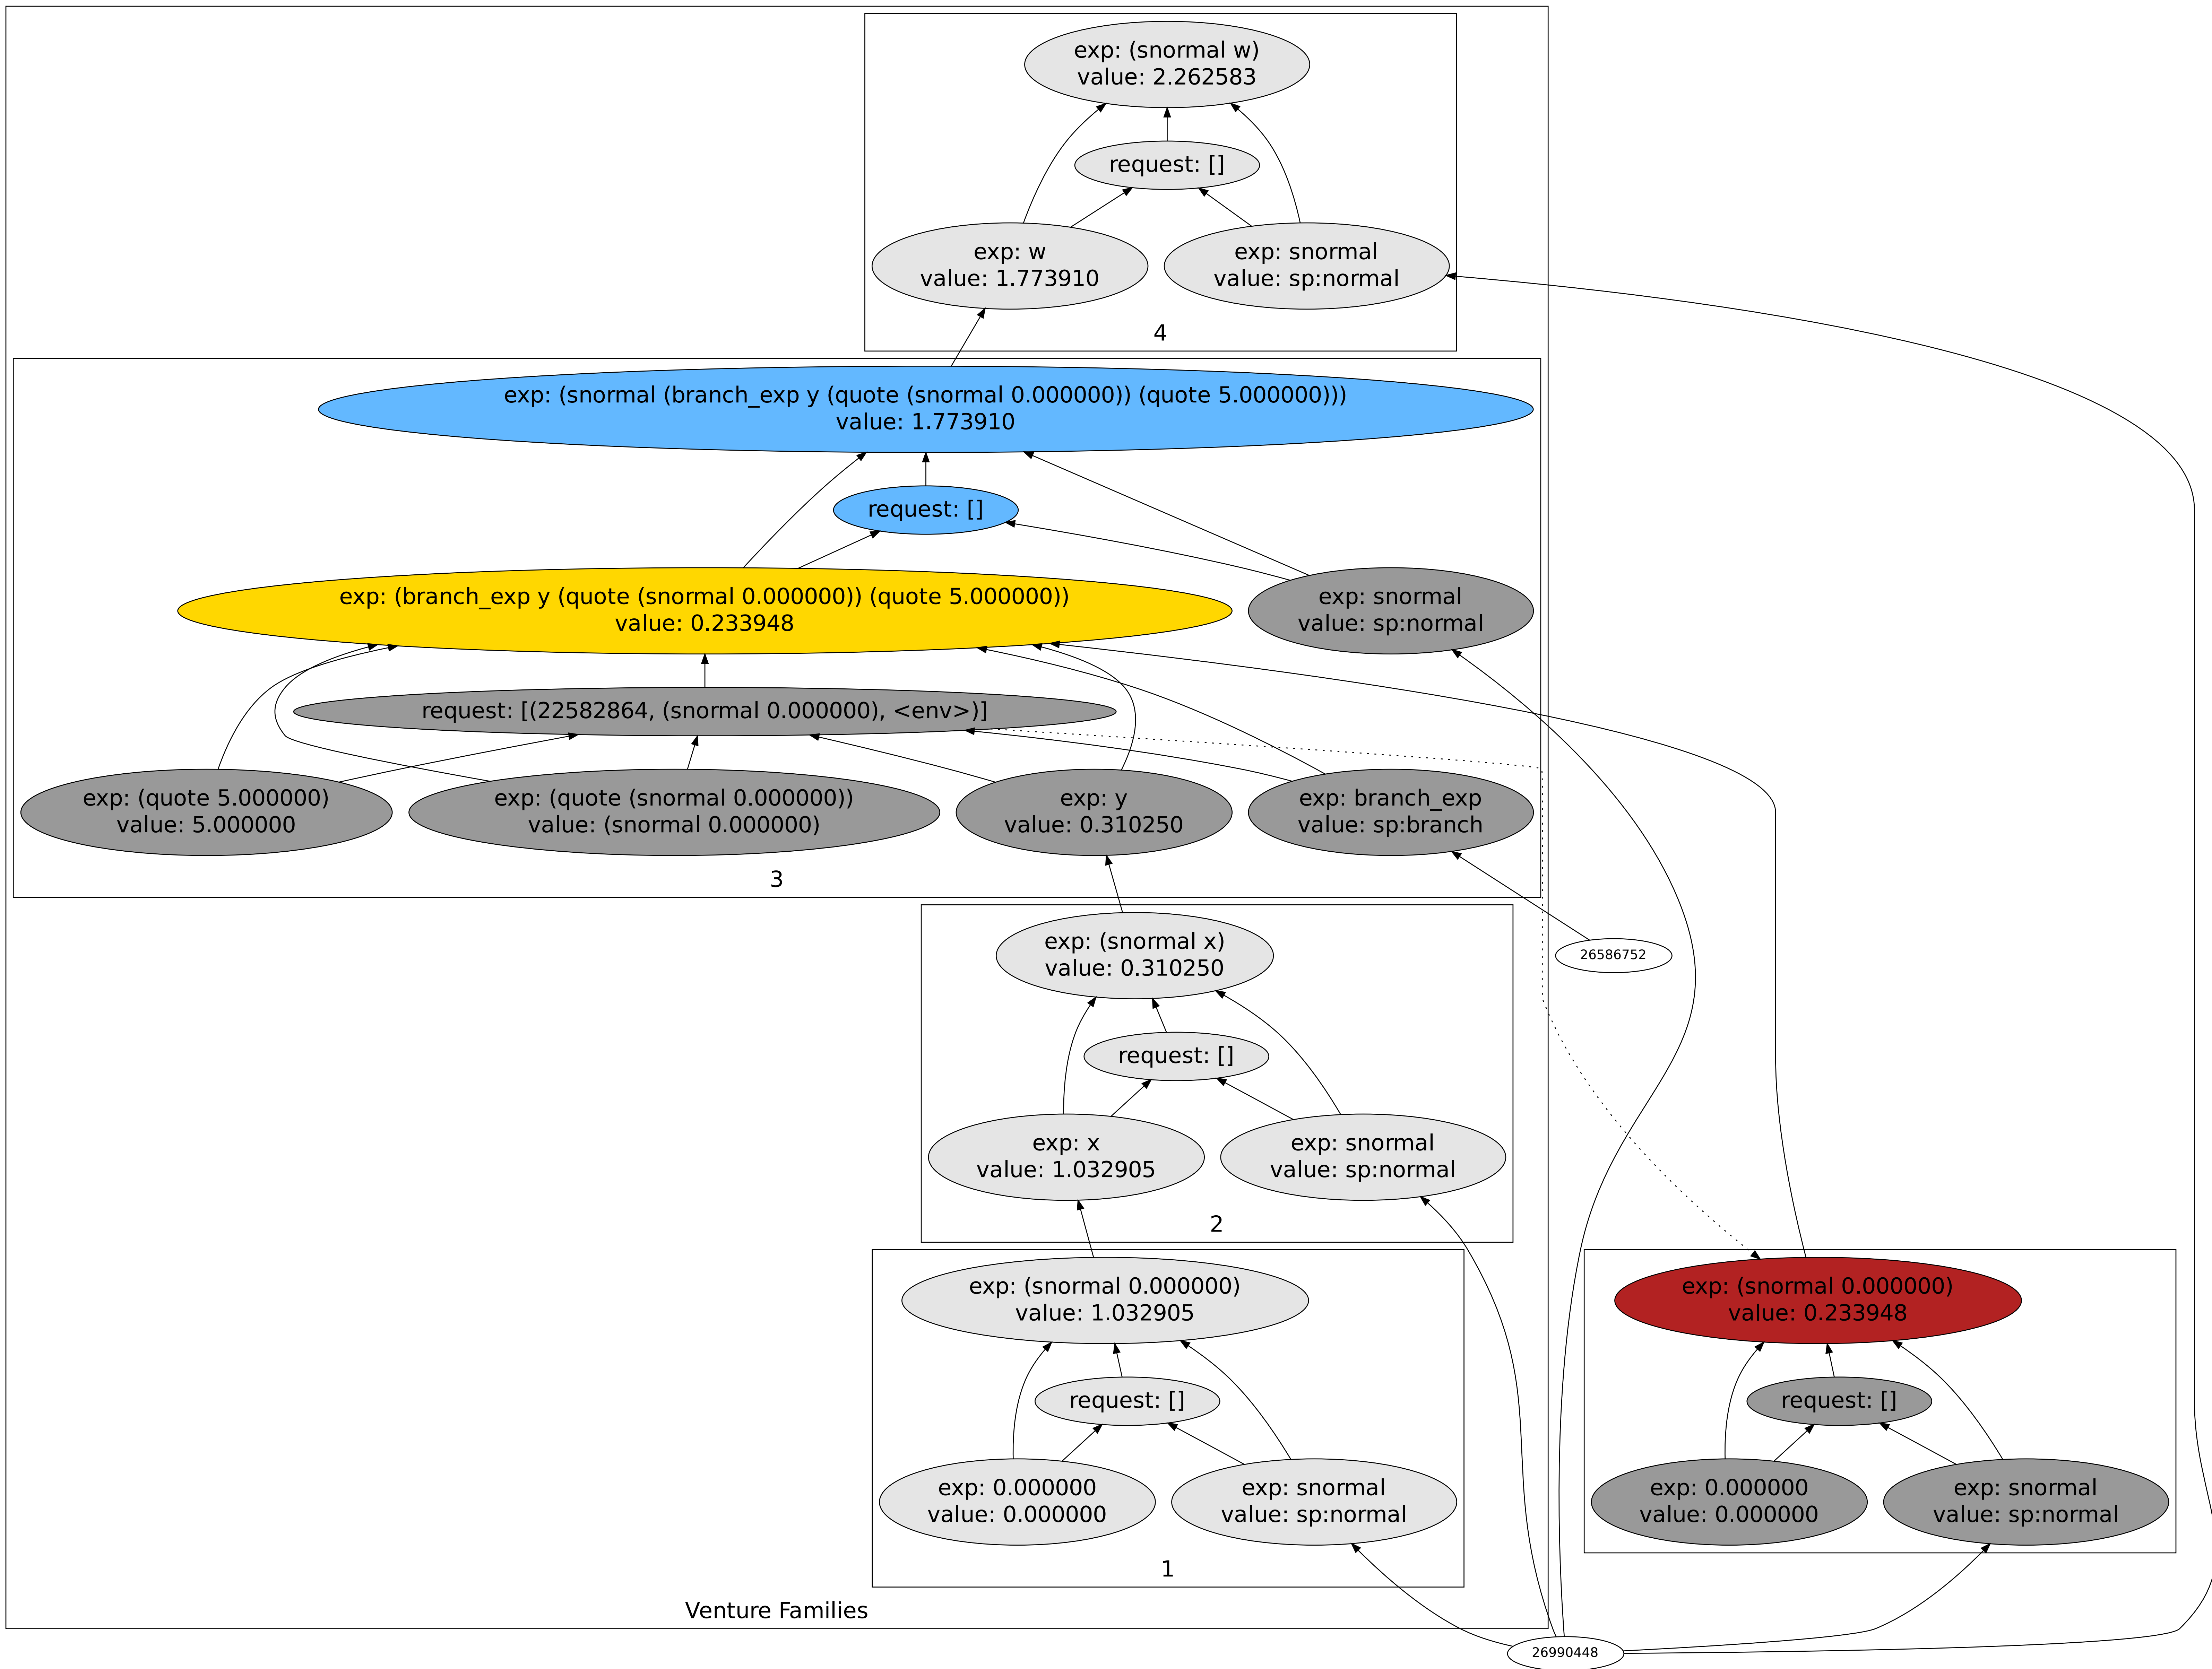 exp: (snormal w)
value: 2.262583
request: []
exp: w
value: 1.773910
exp: snormal
value: sp:normal
4
exp: (snormal (branch_exp y (quote (snormal 0.000000)) (quote 5.000000)))
value: 1.773910
request: []
exp: (branch_exp y (quote (snormal 0.000000)) (quote 5.000000))
value: 0.233948
exp: snormal
value: sp:normal
request: [(22582864, (snormal 0.000000), <env>)]
exp: (quote 5.000000)
value: 5.000000
exp: (quote (snormal 0.000000))
value: (snormal 0.000000)
exp: y
value: 0.310250
exp: branch_exp
value: sp:branch
3
exp: (snormal x)
value: 0.310250
26586752
request: []
exp: x
value: 1.032905
exp: snormal
value: sp:normal
2
exp: (snormal 0.000000)
value: 1.032905
exp: (snormal 0.000000)
value: 0.233948
request: []
request: []
exp: 0.000000
value: 0.000000
exp: snormal
value: sp:normal
exp: 0.000000
value: 0.000000
exp: snormal
value: sp:normal
1
Venture Families
26990448